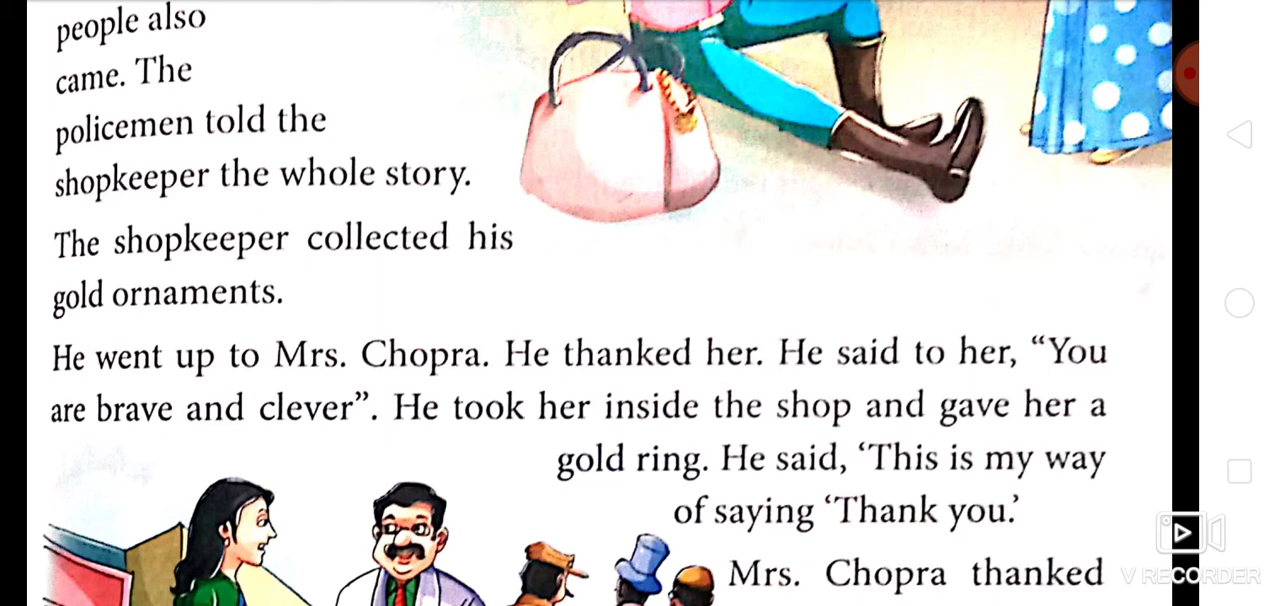 people also
came. The
policemen told the
shopkeeper the whole story.
The shopkeeper collected his
gold ornaments.
He went up to Mrs. Chopra. He thanked her. He said to her, “You
are brave and clever”. He took her inside the shop and gave her a
gold ring. He said, ‘This is my way
of saying ‘Thank you.’
Mrs. Chopra thanked
V RECORDER